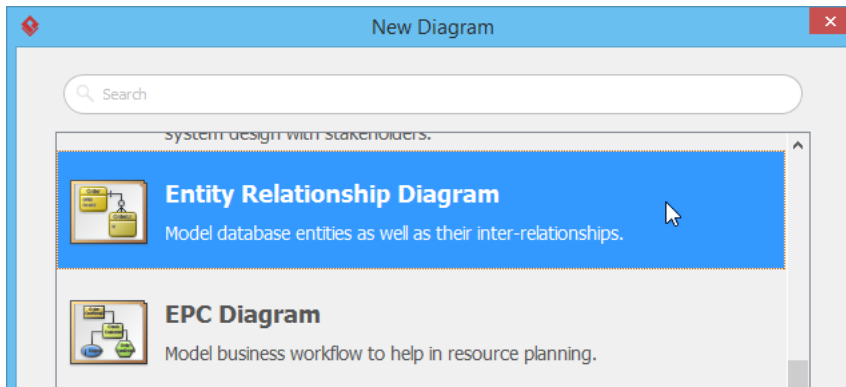 New Diagram
Search
system design with stakeholders.
Entity Relationship Diagram
Model database entities as well as their inter-relationships.
EPC Diagram
Model business workflow to help in resource planning.